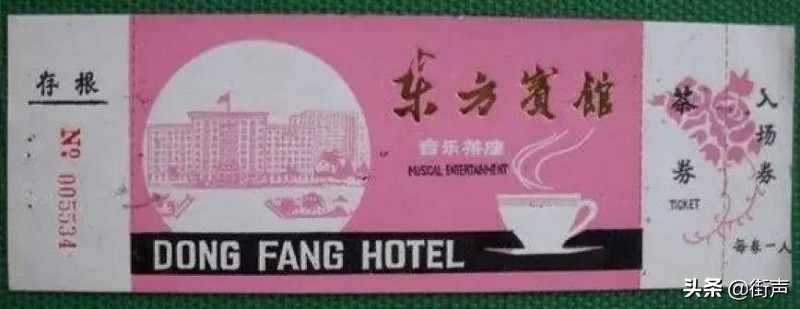 存根
Nº 005534
东方賓館
音乐茶座
MUSICAL ENTERTAINMENT
DONG FANG HOTEL
茶券
TICKET
入场券
每券一人
头条 @街声